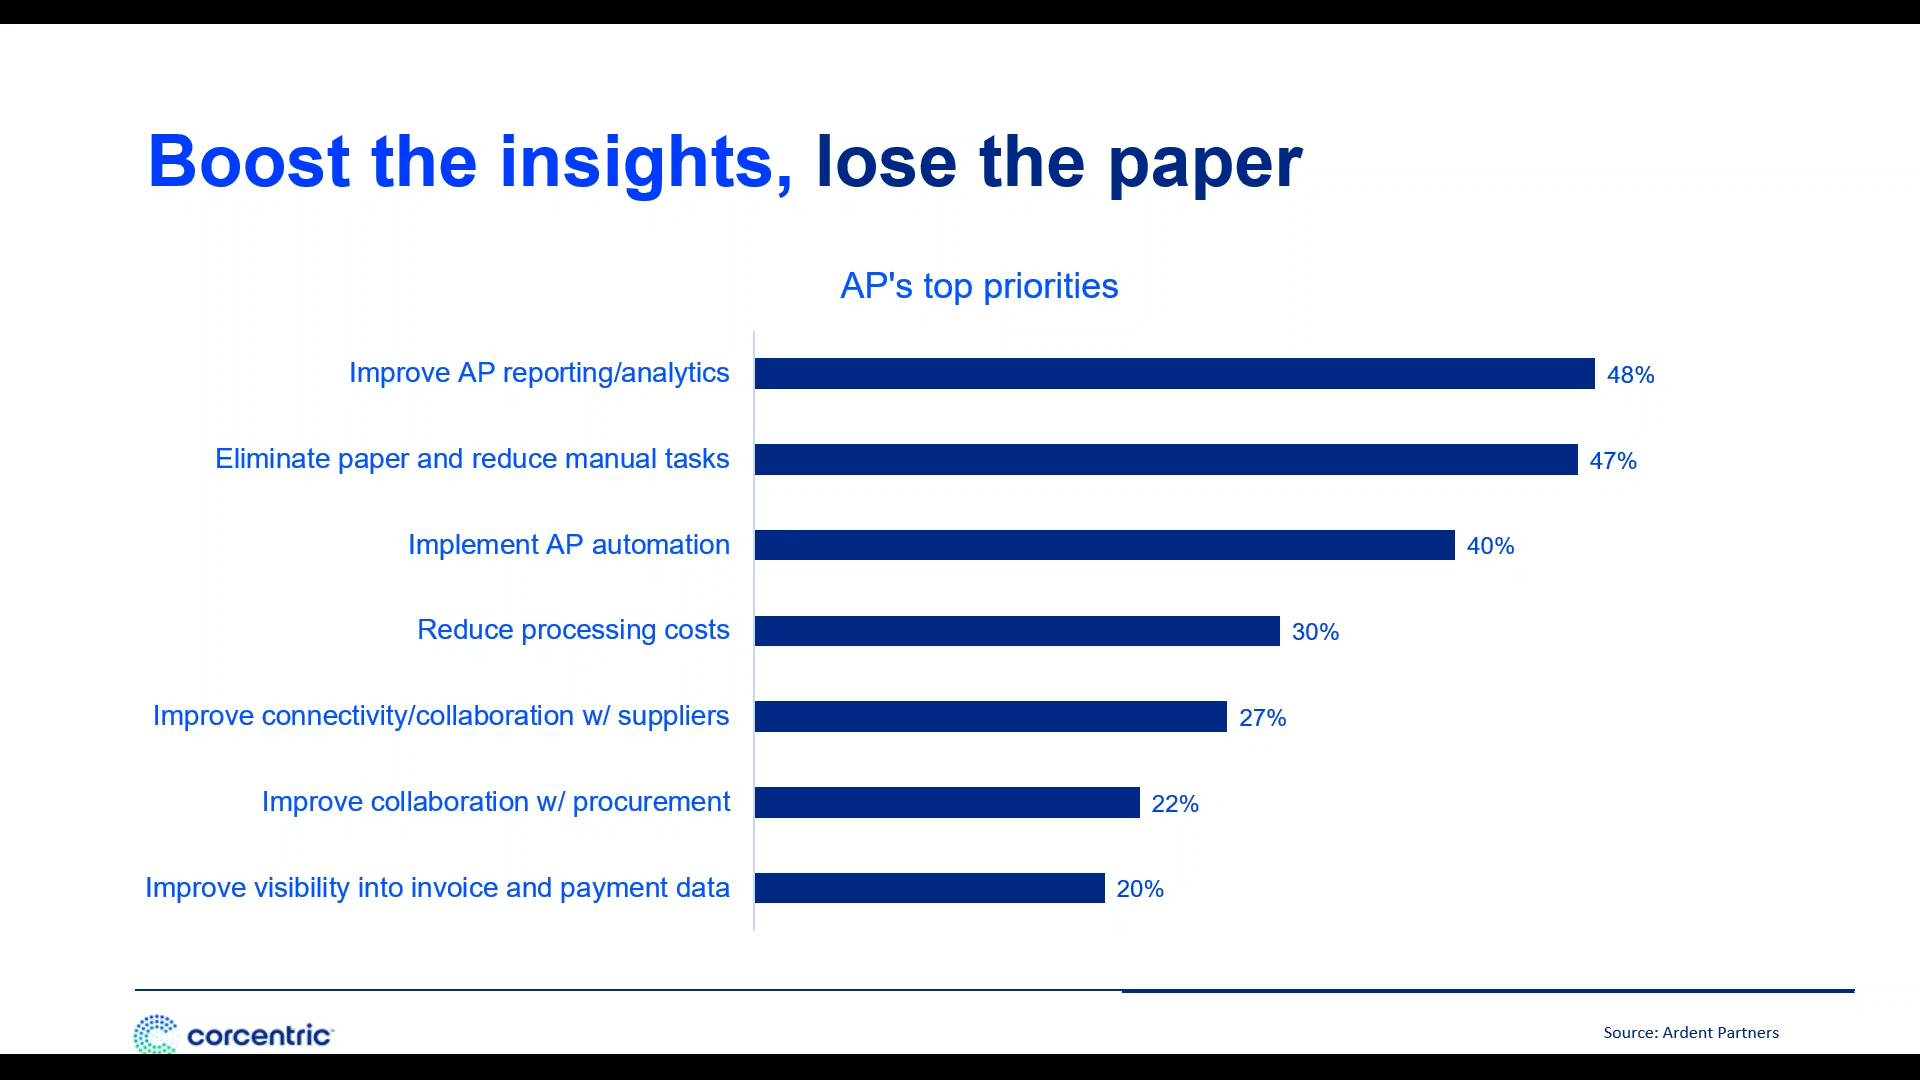 Boost the insights, lose the paper
AP's top priorities
Improve AP reporting/analytics 48%
Eliminate paper and reduce manual tasks 47%
Implement AP automation 40%
Reduce processing costs 30%
Improve connectivity/collaboration w/ suppliers 27%
Improve collaboration w/ procurement 22%
Improve visibility into invoice and payment data 20%
corcentric
Source: Ardent Partners